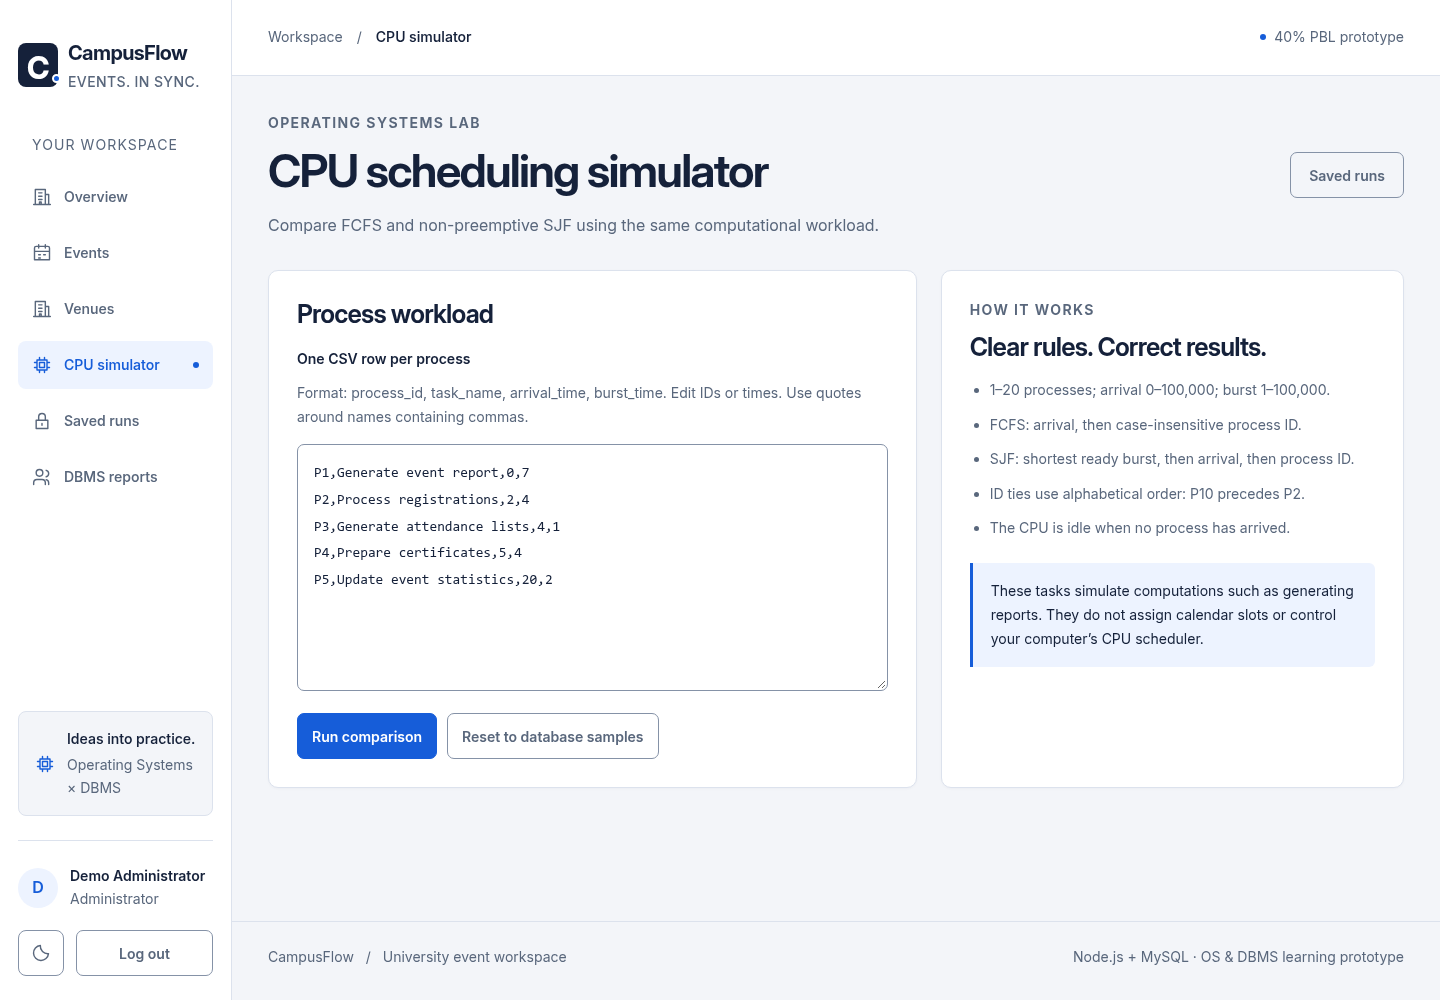 C
CampusFlow
EVENTS. IN SYNC.
YOUR WORKSPACE
Overview
Events
Venues
CPU simulator
Saved runs
DBMS reports
Ideas into practice.
Operating Systems
× DBMS
D
Demo Administrator
Administrator
Log out
Workspace / CPU simulator
40% PBL prototype
OPERATING SYSTEMS LAB
CPU scheduling simulator
Compare FCFS and non-preemptive SJF using the same computational workload.
Saved runs
Process workload
One CSV row per process
Format: process_id, task_name, arrival_time, burst_time. Edit IDs or times. Use quotes
around names containing commas.
P1,Generate event report,0,7
P2,Process registrations,2,4
P3,Generate attendance lists,4,1
P4,Prepare certificates,5,4
P5,Update event statistics,20,2
Run comparison
Reset to database samples
HOW IT WORKS
Clear rules. Correct results.
• 1–20 processes; arrival 0–100,000; burst 1–100,000.
• FCFS: arrival, then case-insensitive process ID.
• SJF: shortest ready burst, then arrival, then process ID.
• ID ties use alphabetical order: P10 precedes P2.
• The CPU is idle when no process has arrived.
These tasks simulate computations such as generating
reports. They do not assign calendar slots or control
your computer’s CPU scheduler.
CampusFlow / University event workspace
Node.js + MySQL · OS & DBMS learning prototype